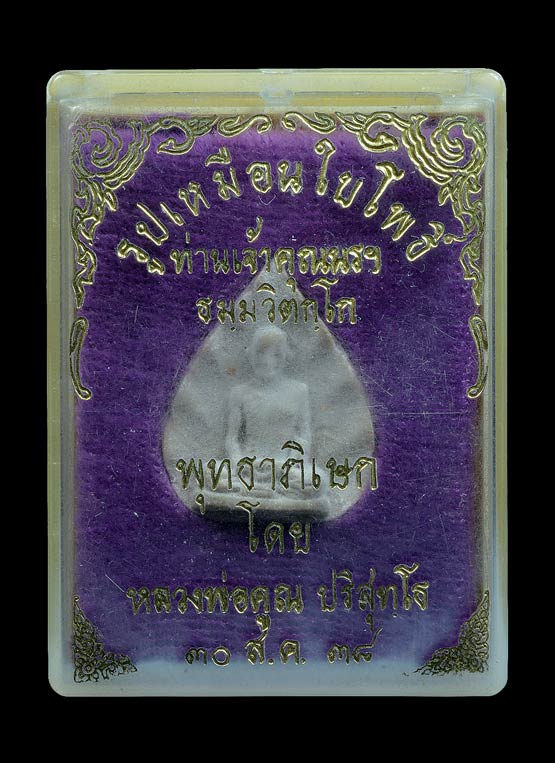 รูปเหมือนใบโพธิ์
ท่านเจ้าคุณนรฯ
ธมฺมวิตกฺโก
พุทธาภิเษก
โดย
หลวงพ่อคูณ ปริสุทโธ
๓๐ ส.ค. ๓๘